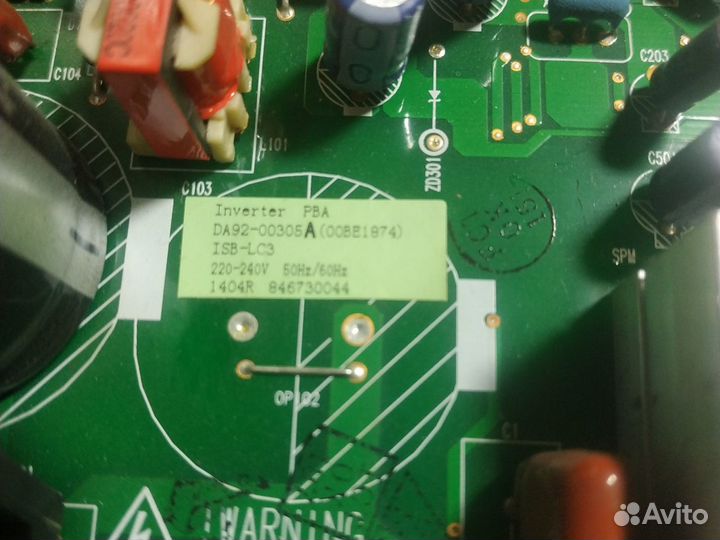 C104
L101
C103
ZD301
C203
C501
SPM
Inverter PBA
DA92-00305A(00BE1874)
ISB-LC3
220-240V 50Hz/60Hz
1404R 846730044
OP102
C1
WARNING
Avito